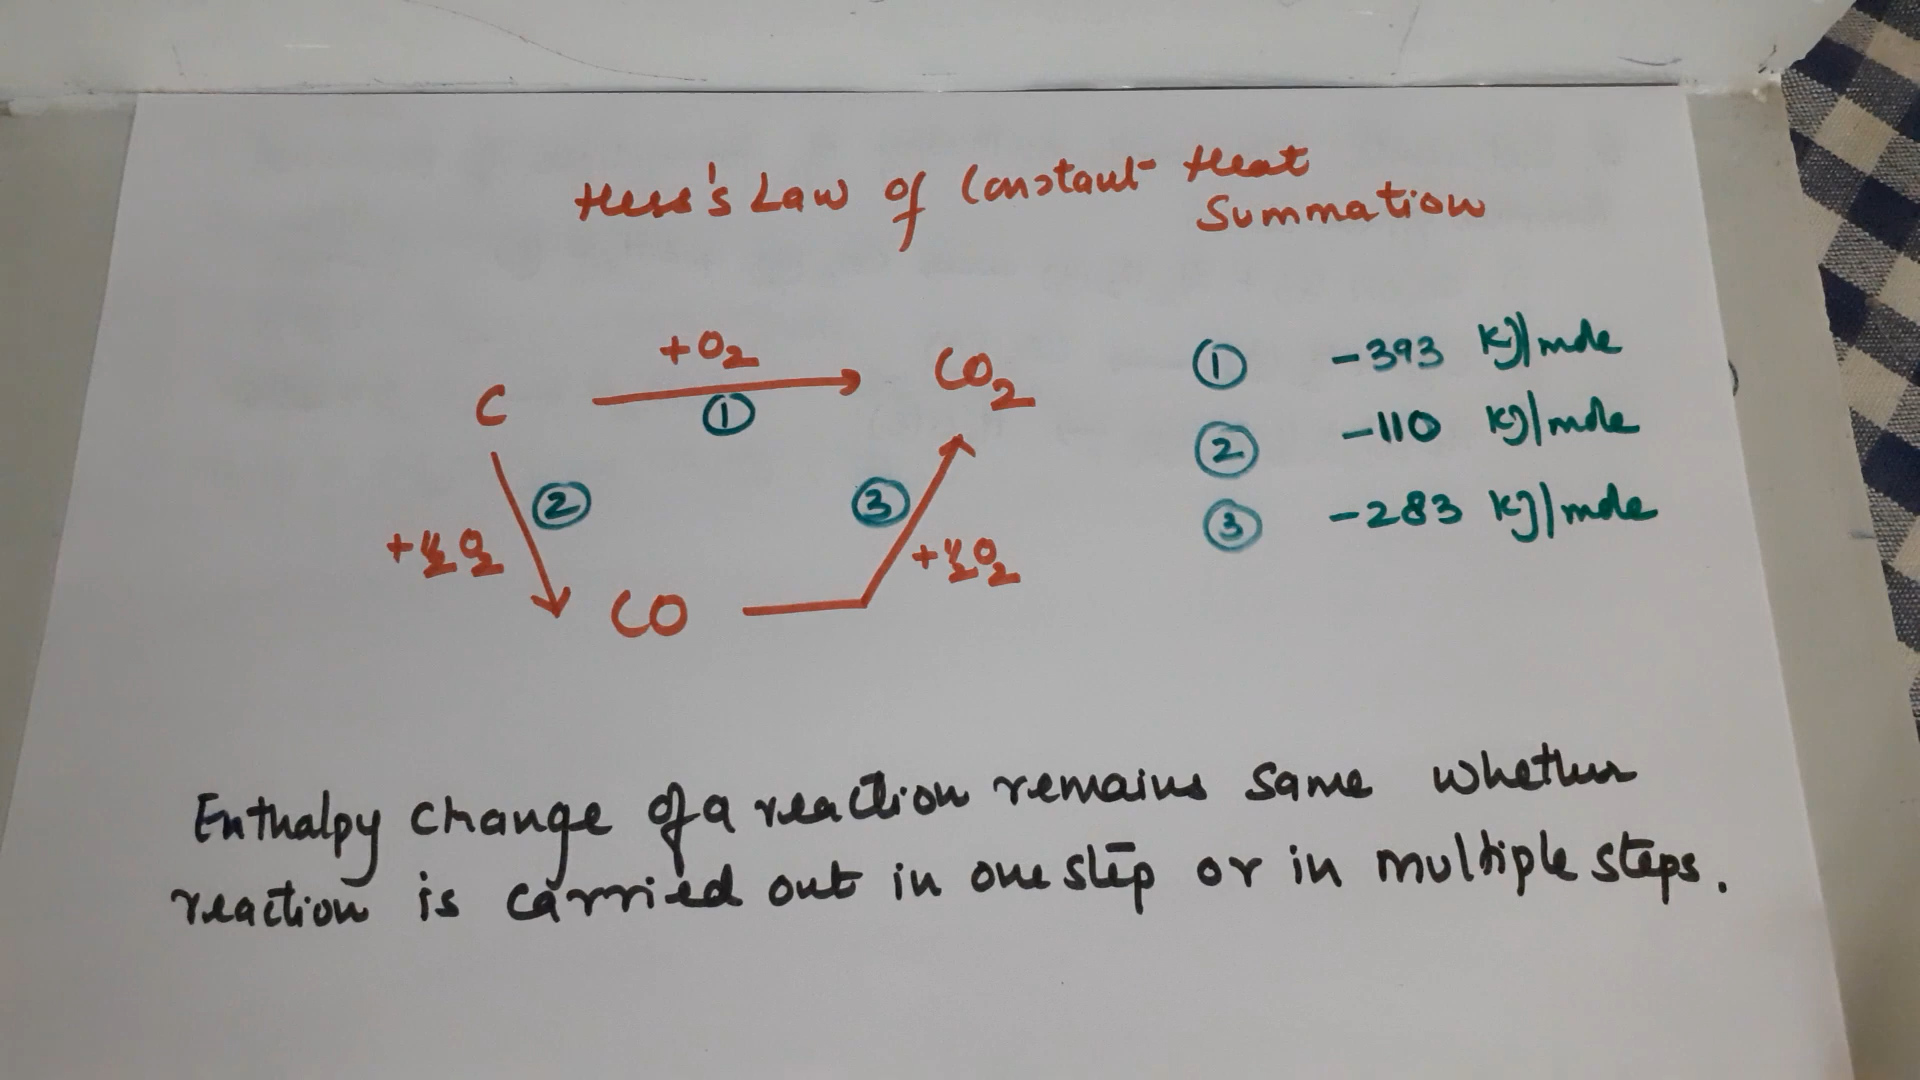 Hess's Law of Constant Heat
Summation
+O₂
C
①
CO₂
②
+½O₂
CO
③
+½O₂
① -393 KJ/mole
② -110 KJ/mole
③ -283 KJ/mole
Enthalpy change of a reaction remains same whether
reaction is carried out in one step or in multiple steps.